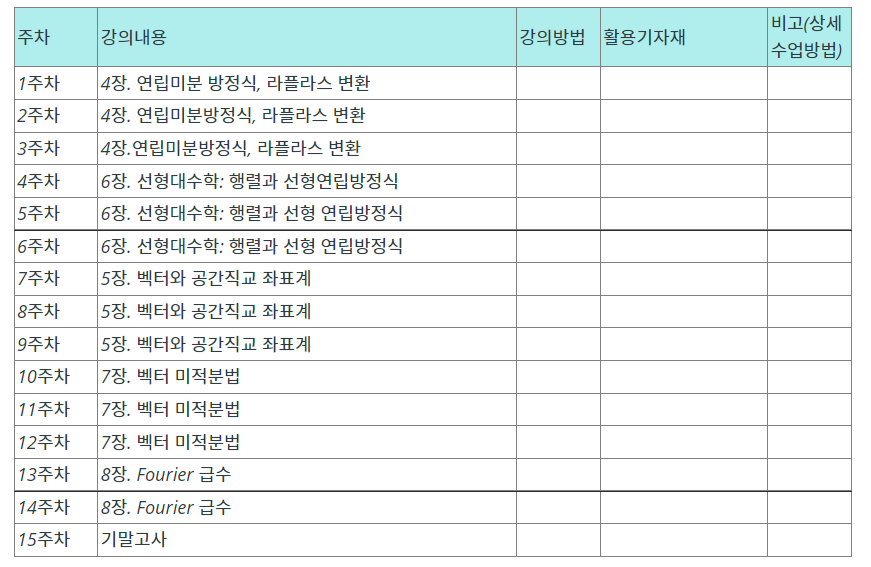 주차 강의내용 강의방법 활용기자재 비고(상세
수업방법)
1주차 4장. 연립미분 방정식, 라플라스 변환
2주차 4장. 연립미분방정식, 라플라스 변환
3주차 4장.연립미분방정식, 라플라스 변환
4주차 6장. 선형대수학: 행렬과 선형연립방정식
5주차 6장. 선형대수학: 행렬과 선형 연립방정식
6주차 6장. 선형대수학: 행렬과 선형 연립방정식
7주차 5장. 벡터와 공간직교 좌표계
8주차 5장. 벡터와 공간직교 좌표계
9주차 5장. 벡터와 공간직교 좌표계
10주차 7장. 벡터 미적분법
11주차 7장. 벡터 미적분법
12주차 7장. 벡터 미적분법
13주차 8장. Fourier 급수
14주차 8장. Fourier 급수
15주차 기말고사